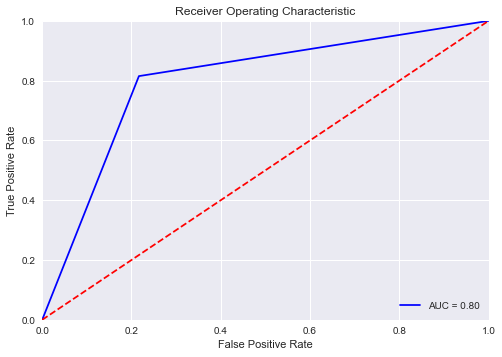 Receiver Operating Characteristic
1.0
0.8
0.6
0.4
0.2
0.0
True Positive Rate
AUC = 0.80
0.0 0.2 0.4 0.6 0.8 1.0
False Positive Rate